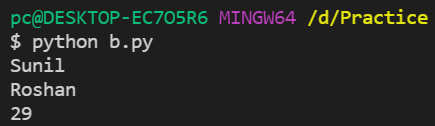 pc@DESKTOP-EC7O5R6 MINGW64 /d/Practice
$ python b.py
Sunil
Roshan
29